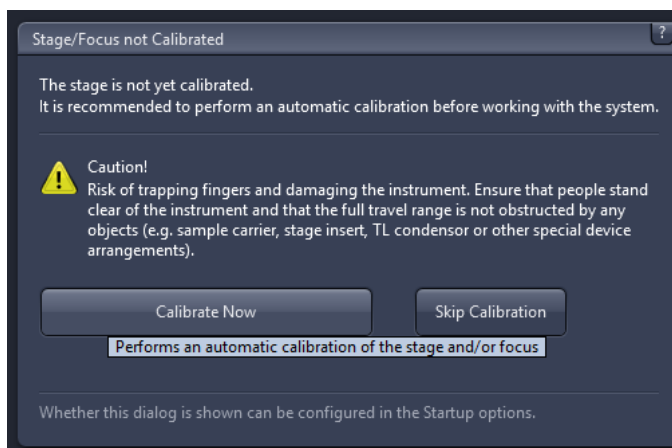 Stage/Focus not Calibrated
?
The stage is not yet calibrated.
It is recommended to perform an automatic calibration before working with the system.
Caution!
Risk of trapping fingers and damaging the instrument. Ensure that people stand
clear of the instrument and that the full travel range is not obstructed by any
objects (e.g. sample carrier, stage insert, TL condensor or other special device
arrangements).
Calibrate Now
Skip Calibration
Performs an automatic calibration of the stage and/or focus
Whether this dialog is shown can be configured in the Startup options.